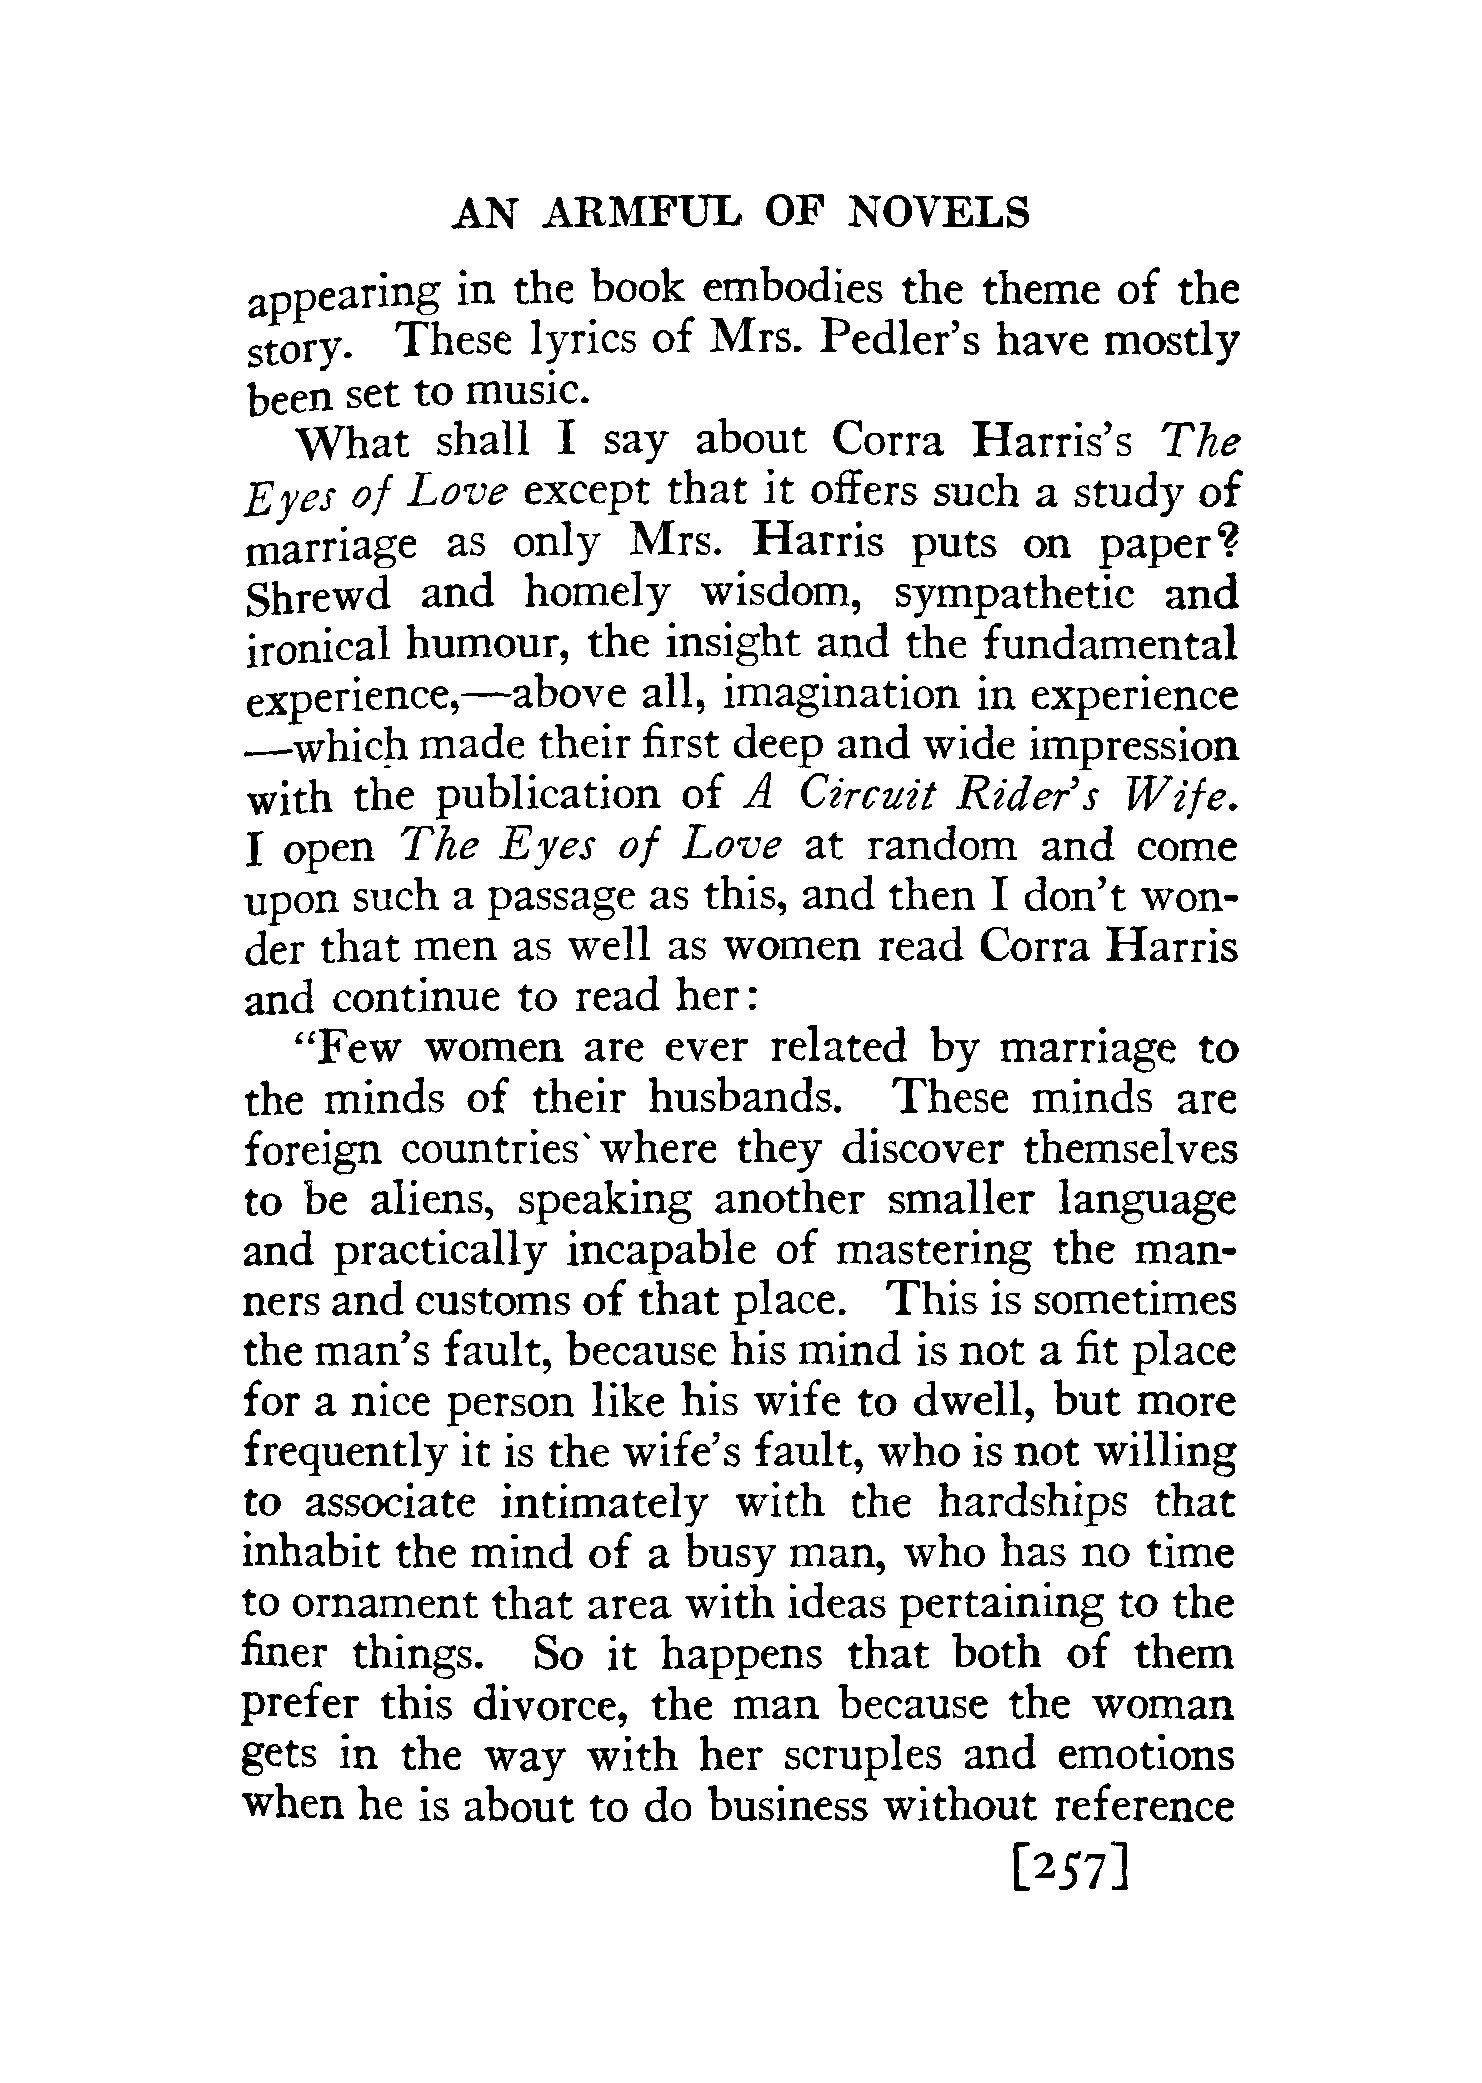 AN ARMFUL OF NOVELS
appearing in the book embodies the theme of the
story. These lyrics of Mrs. Pedler's have mostly
been set to music.
What shall I say about Corra Harris's The
Eyes of Love except that it offers such a study of
marriage as only Mrs. Harris puts on paper?
Shrewd and homely wisdom, sympathetic and
ironical humour, the insight and the fundamental
experience,—above all, imagination in experience
—which made their first deep and wide impression
with the publication of A Circuit Rider's Wife.
I open The Eyes of Love at random and come
upon such a passage as this, and then I don't won-
der that men as well as women read Corra Harris
and continue to read her:
"Few women are ever related by marriage to
the minds of their husbands. These minds are
foreign countries where they discover themselves
to be aliens, speaking another smaller language
and practically incapable of mastering the man-
ners and customs of that place. This is sometimes
the man's fault, because his mind is not a fit place
for a nice person like his wife to dwell, but more
frequently it is the wife's fault, who is not willing
to associate intimately with the hardships that
inhabit the mind of a busy man, who has no time
to ornament that area with ideas pertaining to the
finer things. So it happens that both of them
prefer this divorce, the man because the woman
gets in the way with her scruples and emotions
when he is about to do business without reference
[257]